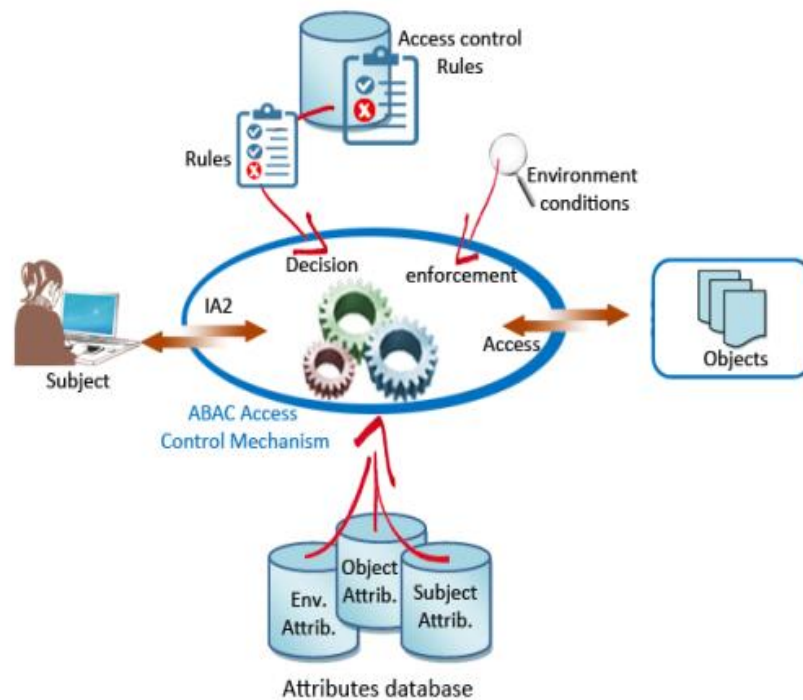 Access control
Rules
Rules
Environment
conditions
Decision
enforcement
IA2
Access
Subject
Objects
ABAC Access
Control Mechanism
Env.
Attrib.
Object
Attrib.
Subject
Attrib.
Attributes database